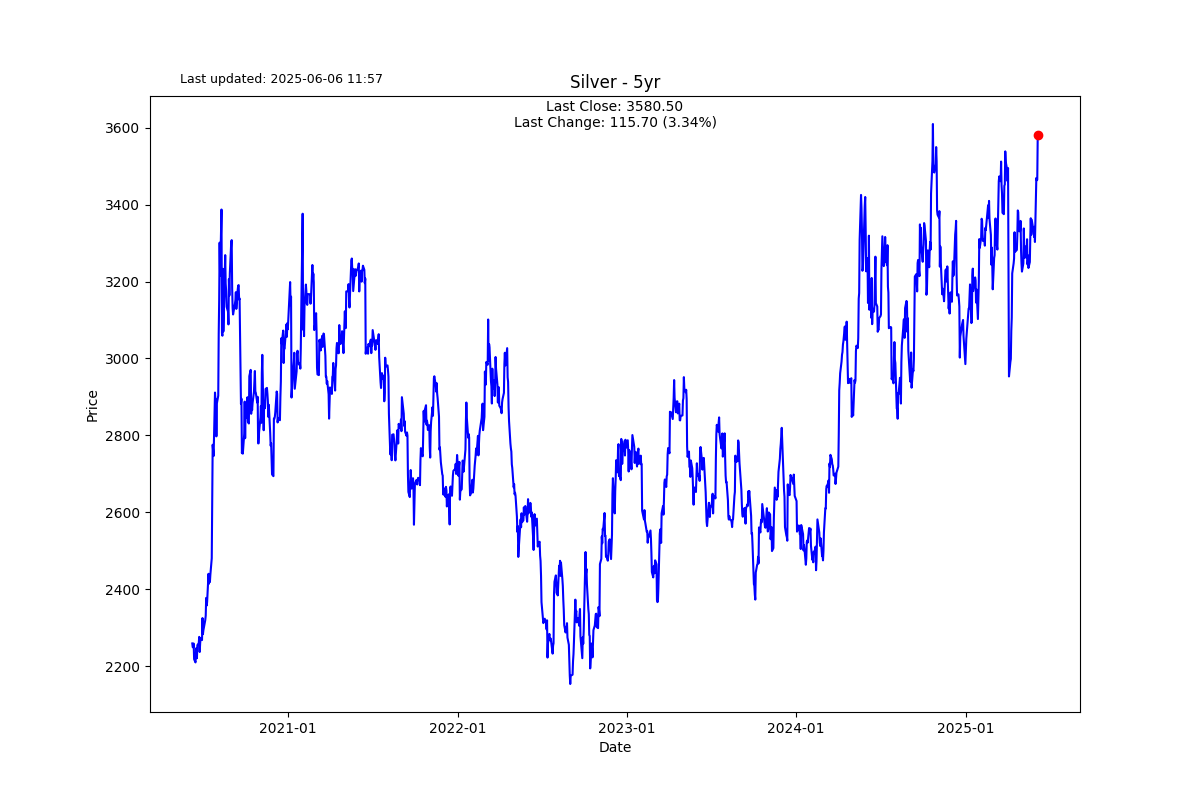 Last updated: 2025-06-06 11:57
Silver - 5yr
Last Close: 3580.50
Last Change: 115.70 (3.34%)
3600
3400
3200
3000
2800
2600
2400
2200
Price
2021-01
2022-01
2023-01
2024-01
2025-01
Date